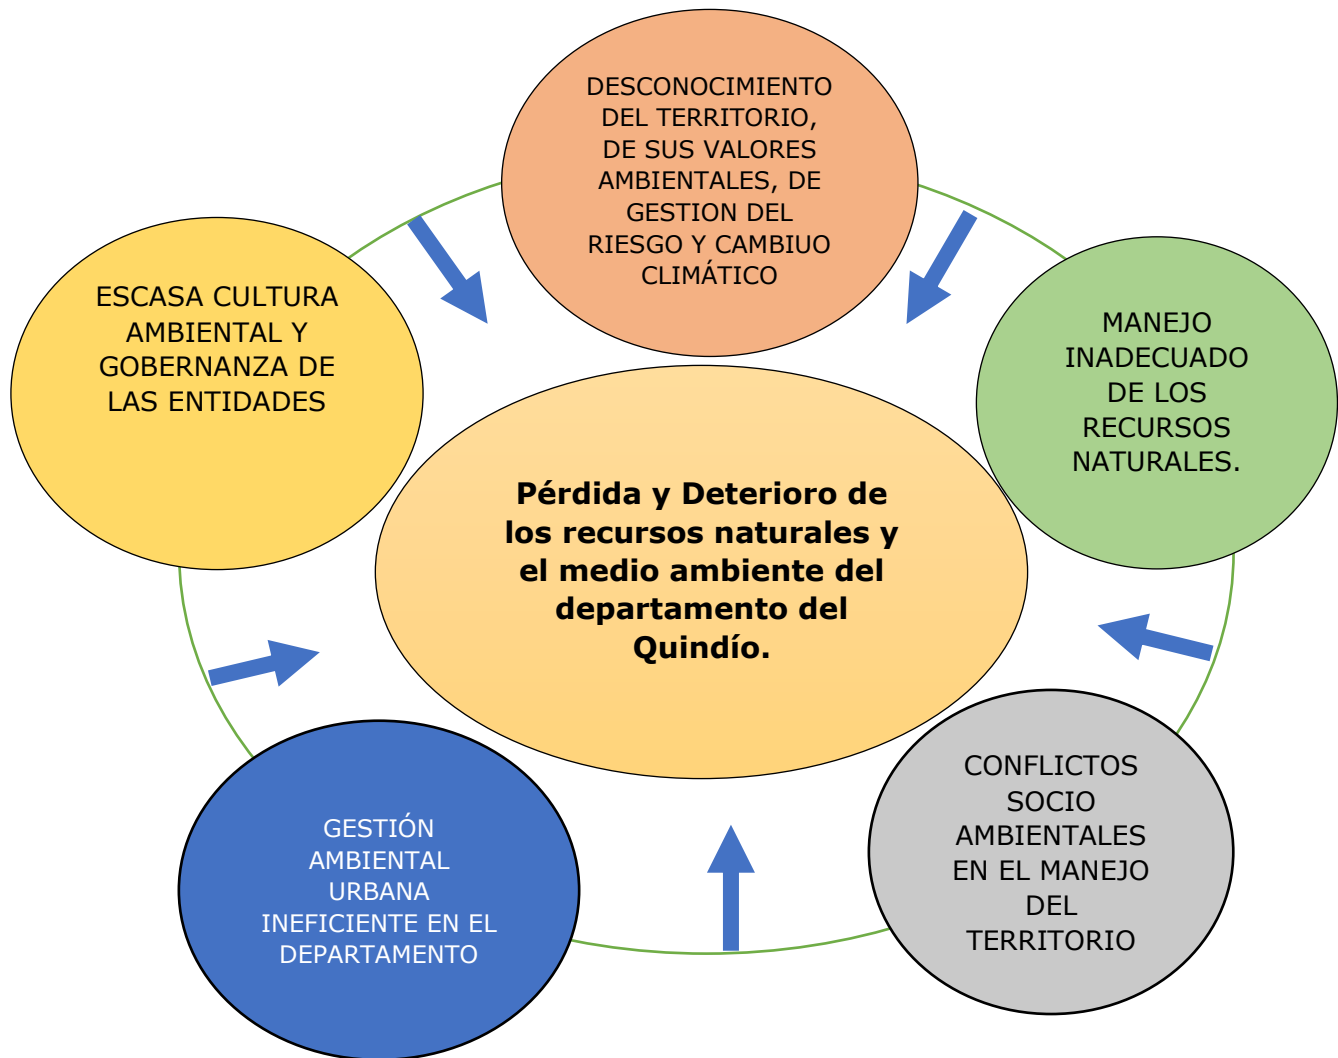 DESCONOCIMIENTO
DEL TERRITORIO,
DE SUS VALORES
AMBIENTALES, DE
GESTION DEL
RIESGO Y CAMBIUO
CLIMÁTICO
ESCASA CULTURA
AMBIENTAL Y
GOBERNANZA DE
LAS ENTIDADES
MANEJO
INADECUADO
DE LOS
RECURSOS
NATURALES.
Pérdida y Deterioro de
los recursos naturales y
el medio ambiente del
departamento del
Quindío.
GESTIÓN
AMBIENTAL
URBANA
INEFICIENTE EN EL
DEPARTAMENTO
CONFLICTOS
SOCIO
AMBIENTALES
EN EL MANEJO
DEL
TERRITORIO